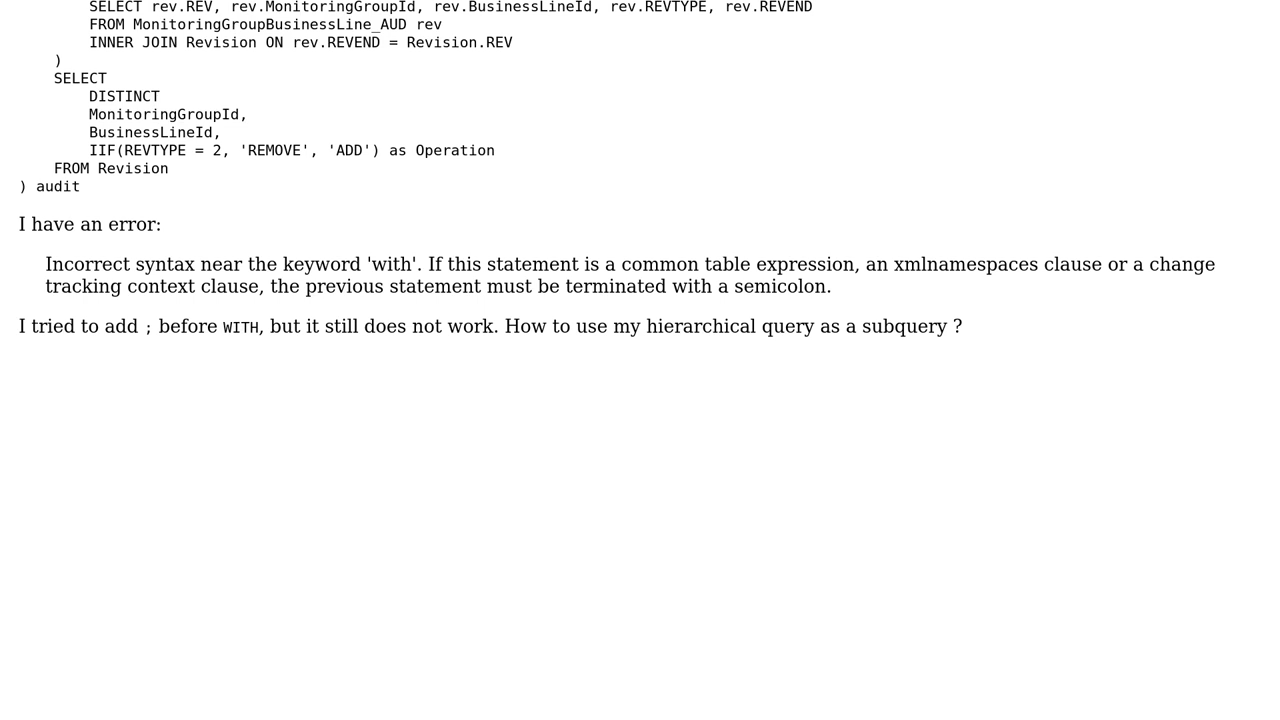 SELECT rev.REV, rev.MonitoringGroupId, rev.BusinessLineId, rev.REVTYPE, rev.REVEND
FROM MonitoringGroupBusinessLine_AUD rev
INNER JOIN Revision ON rev.REVEND = Revision.REV
)
SELECT
DISTINCT
MonitoringGroupId,
BusinessLineId,
IIF(REVTYPE = 2, 'REMOVE', 'ADD') as Operation
FROM Revision
) audit
I have an error:
Incorrect syntax near the keyword 'with'. If this statement is a common table expression, an xmlnamespaces clause or a change
tracking context clause, the previous statement must be terminated with a semicolon.
I tried to add ; before WITH, but it still does not work. How to use my hierarchical query as a subquery ?